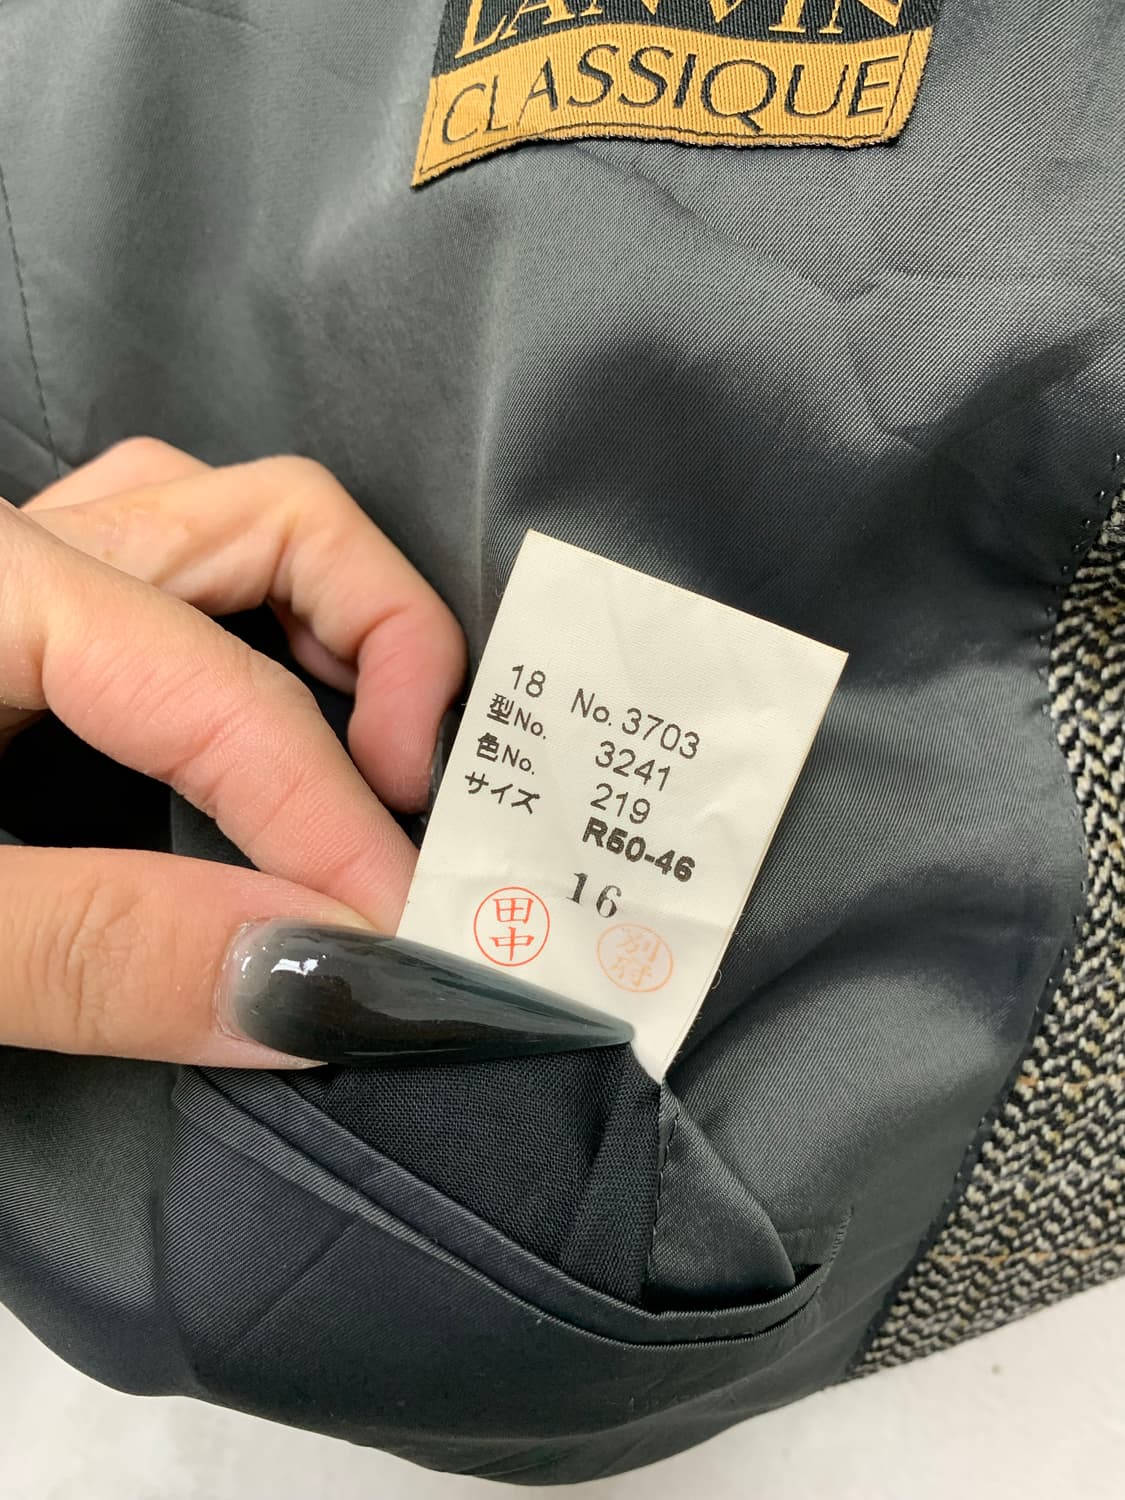 LANVIN
CLASSIQUE
18 No. 3703
型No. 3241
色No. 219
サイズ R50-46
16
田中
別府